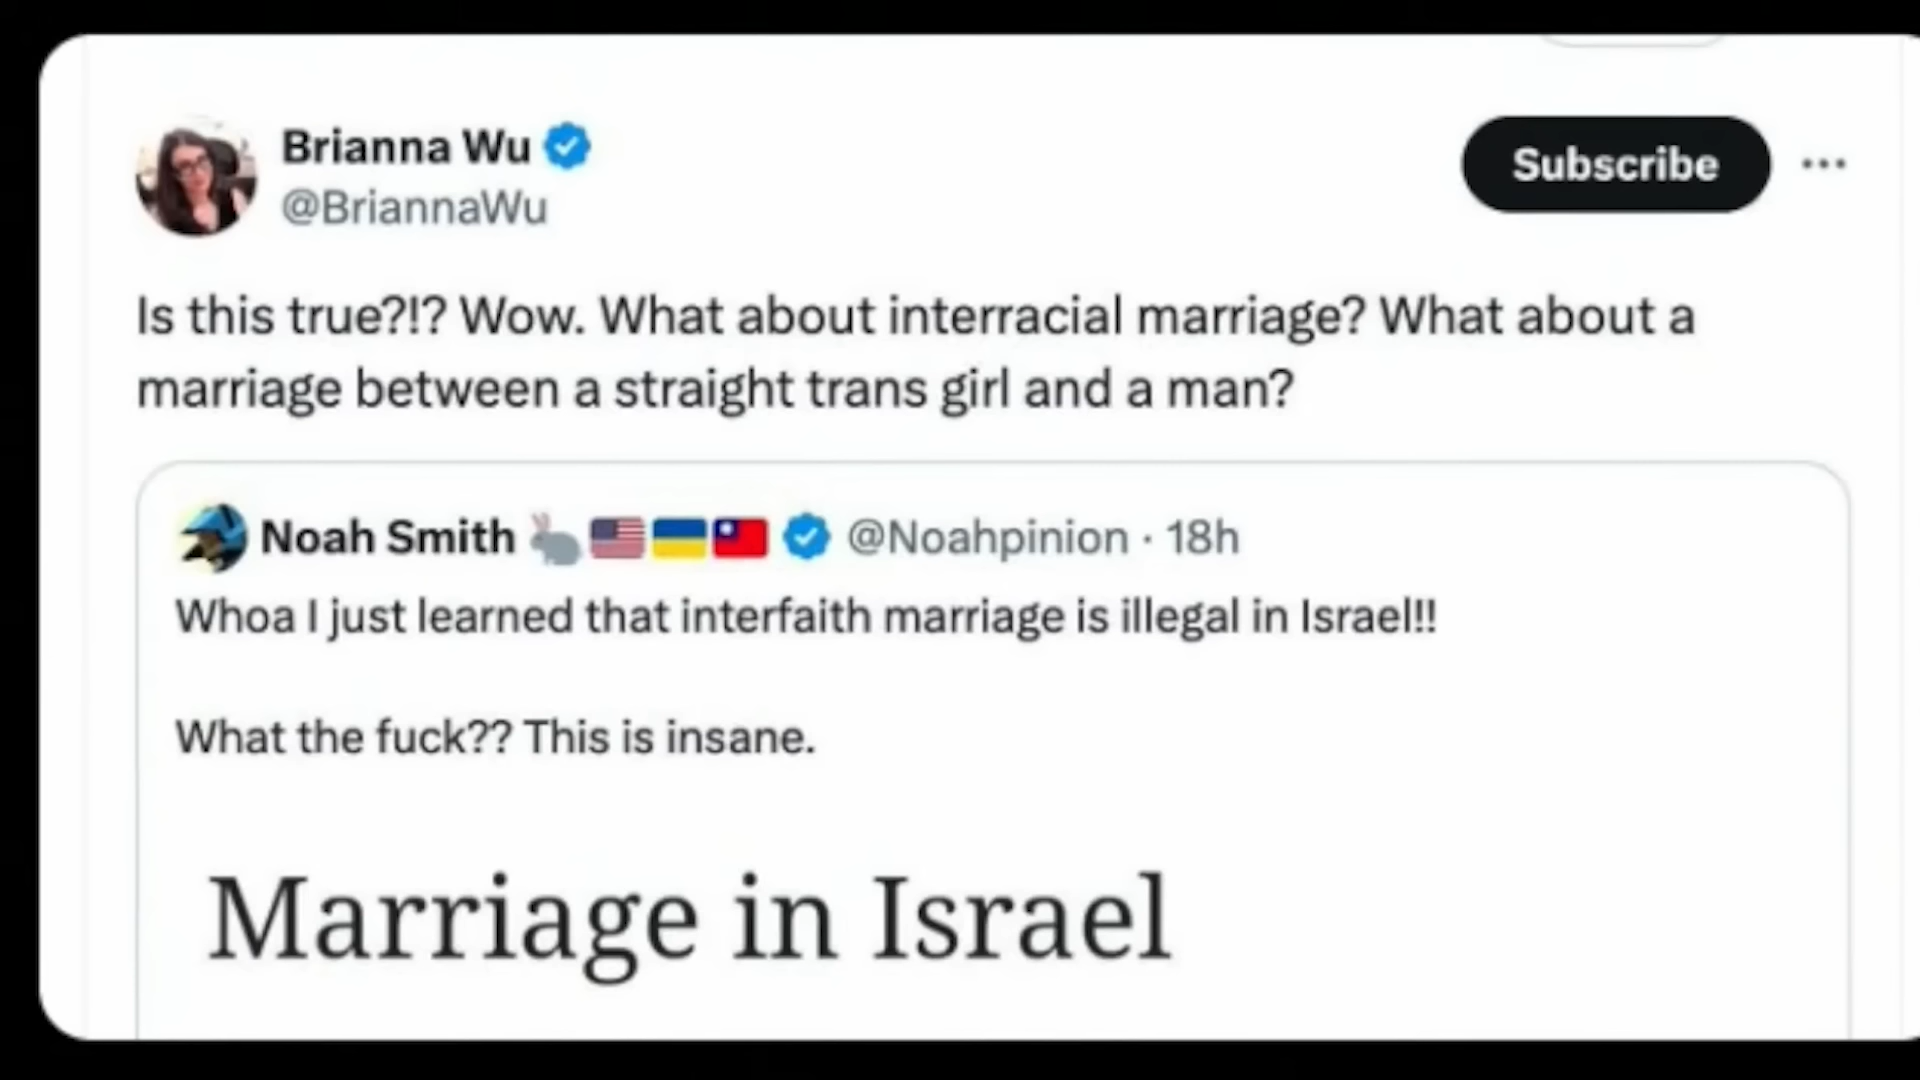 Brianna Wu
@BriannaWu
Subscribe
Is this true?!? Wow. What about interracial marriage? What about a
marriage between a straight trans girl and a man?
Noah Smith 🐇🇺🇸🇺🇦🇹🇼 @Noahpinion · 18h
Whoa I just learned that interfaith marriage is illegal in Israel!!
What the fuck?? This is insane.
Marriage in Israel